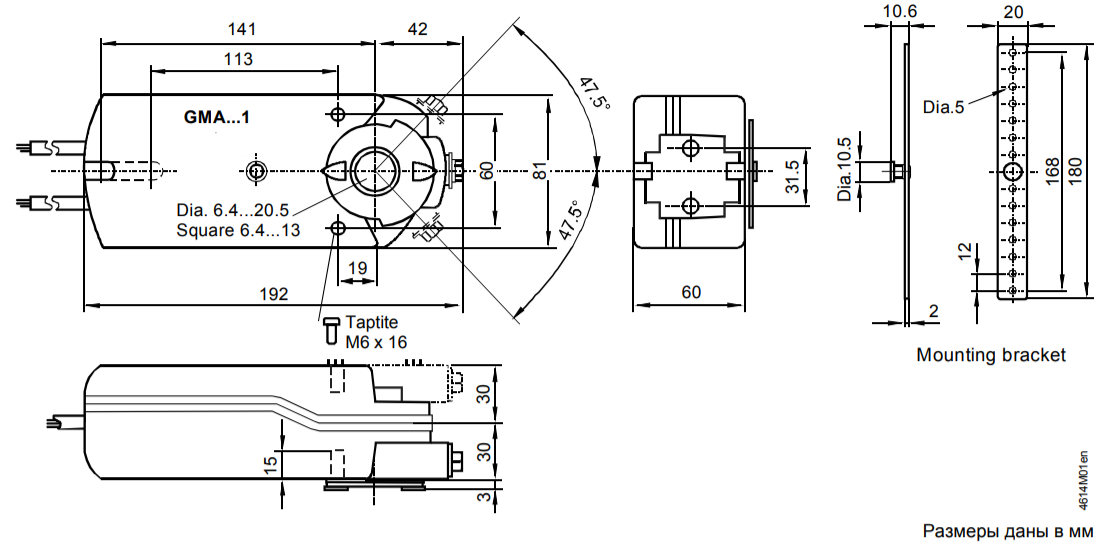 141
42
113
47.5°
GMA...1
60
81
Dia. 6.4...20.5
Square 6.4...13
47.5°
19
192
Taptite
M6 x 16
31.5
60
10.6
20
Dia.5
Dia.10.5
168
180
12
2
Mounting bracket
30
30
15
3
4614M01en
Размеры даны в мм